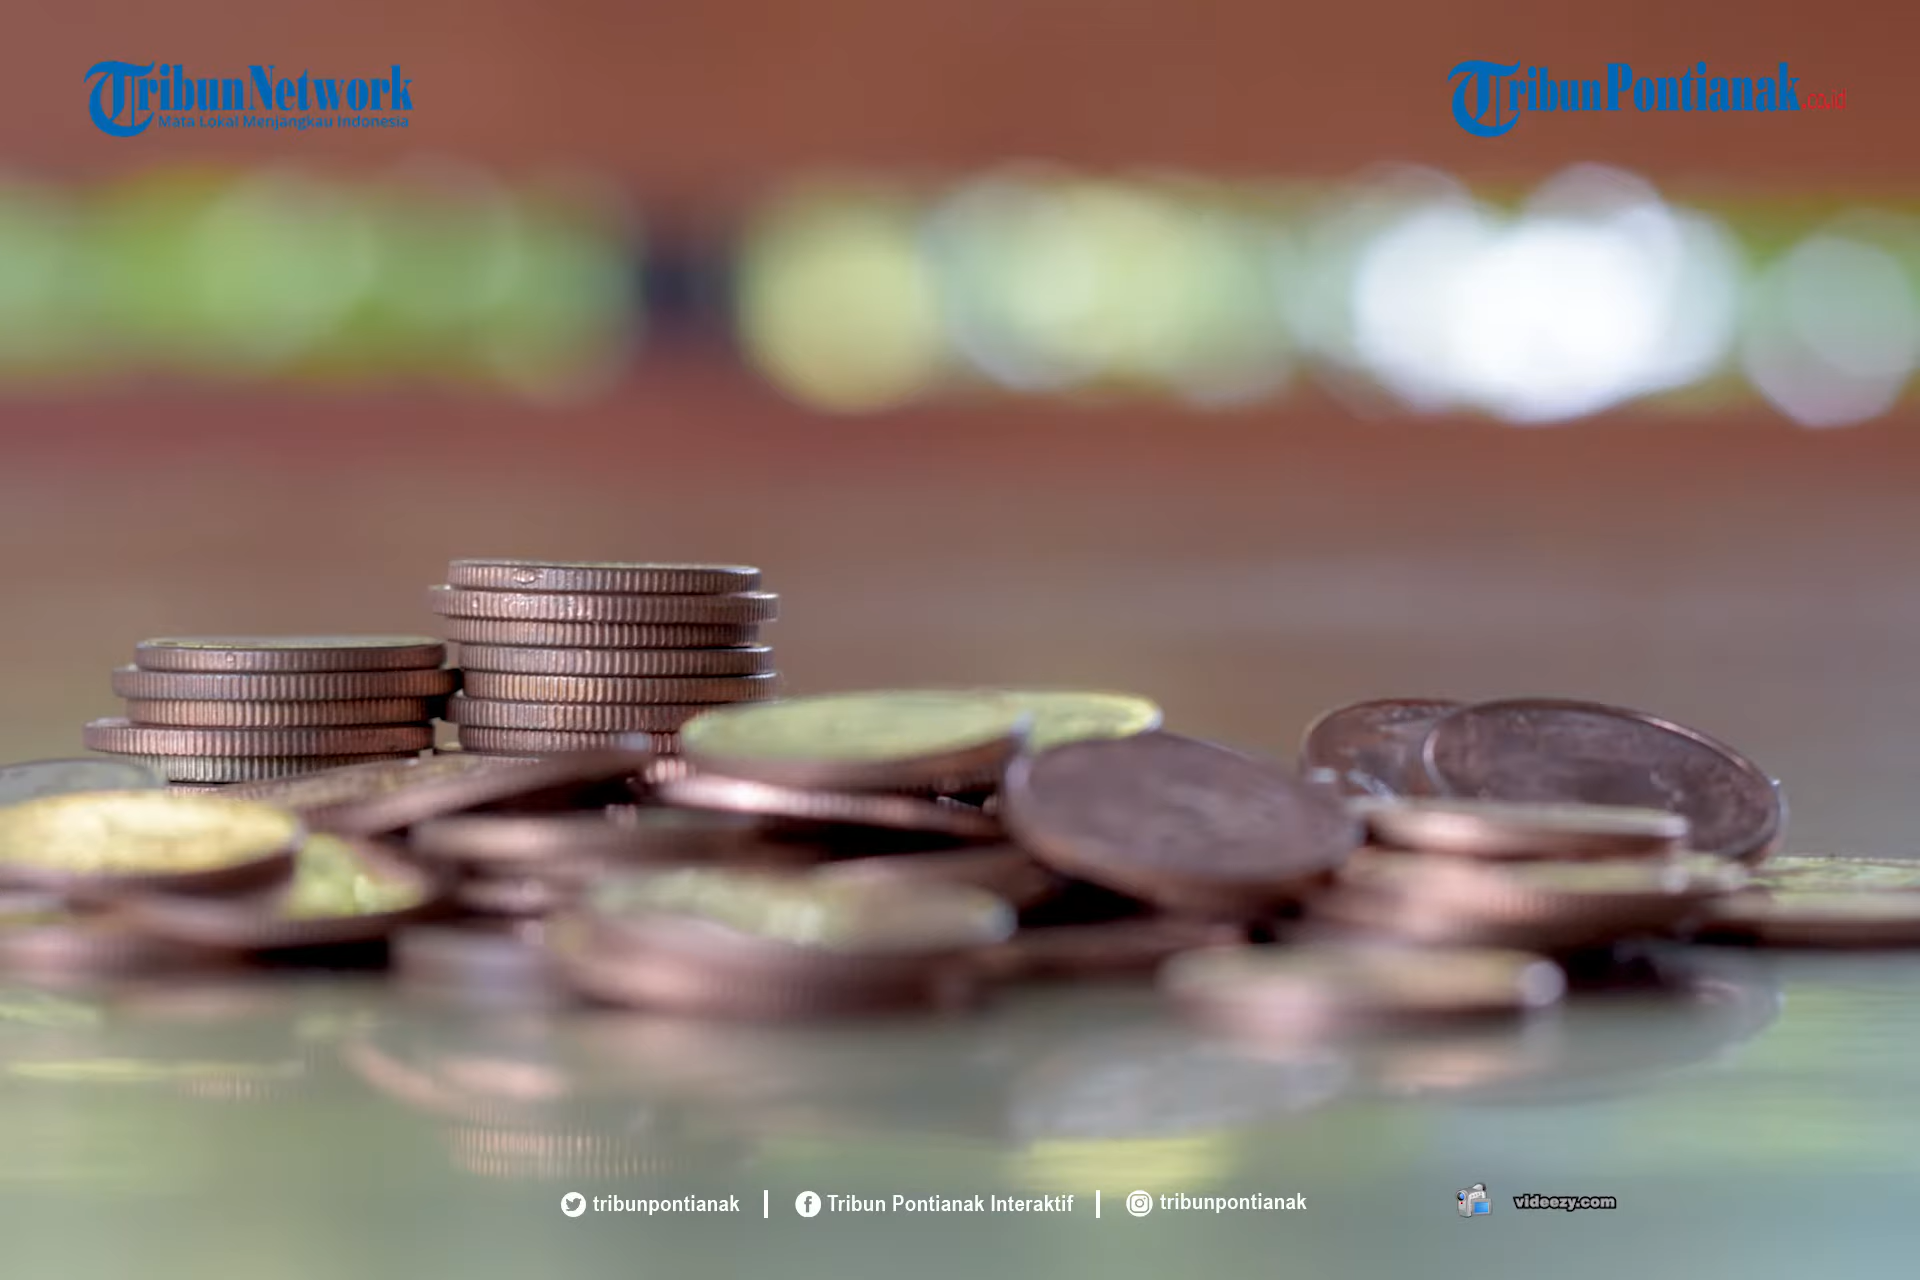 TribunNetwork
Mata Lokal Menjangkau Indonesia
TribunPontianak.co.id
tribunpontianak | Tribun Pontianak Interaktif | tribunpontianak
videezy.com